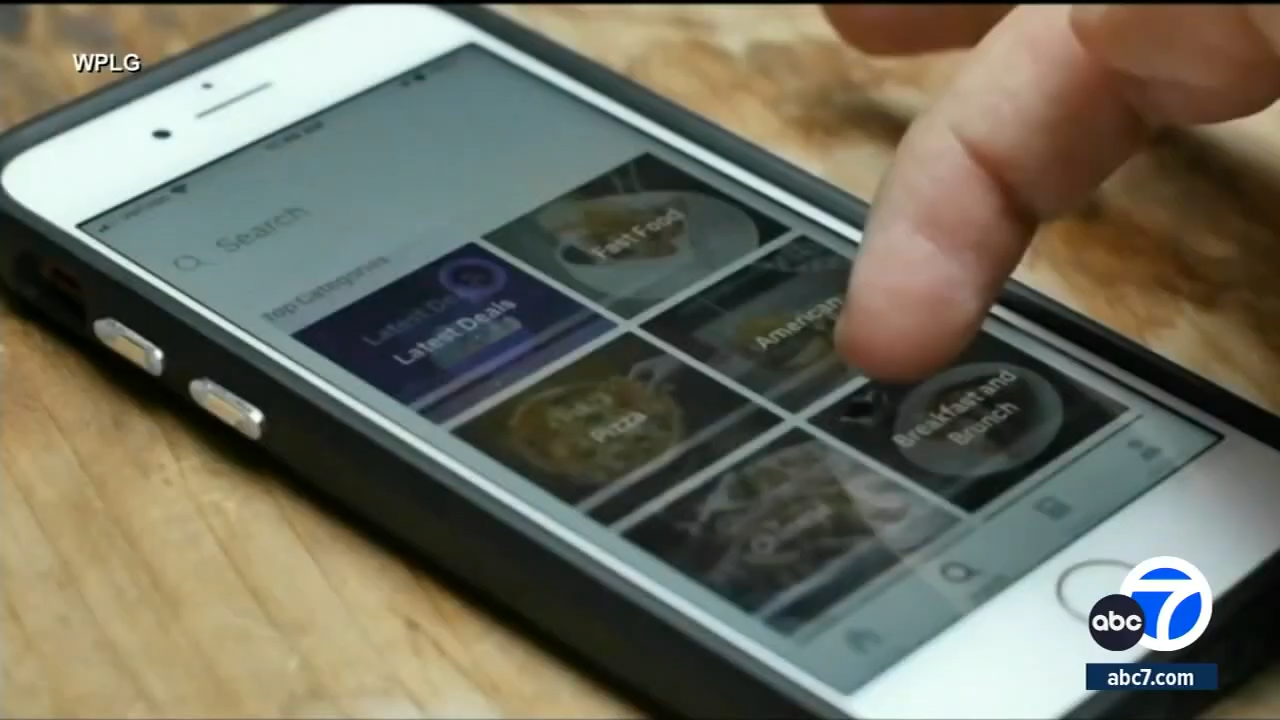 WPLG
Search
Top Categories
Latest Deals
Fast Food
Pizza
American
Breakfast and
Brunch
abc 7
abc7.com